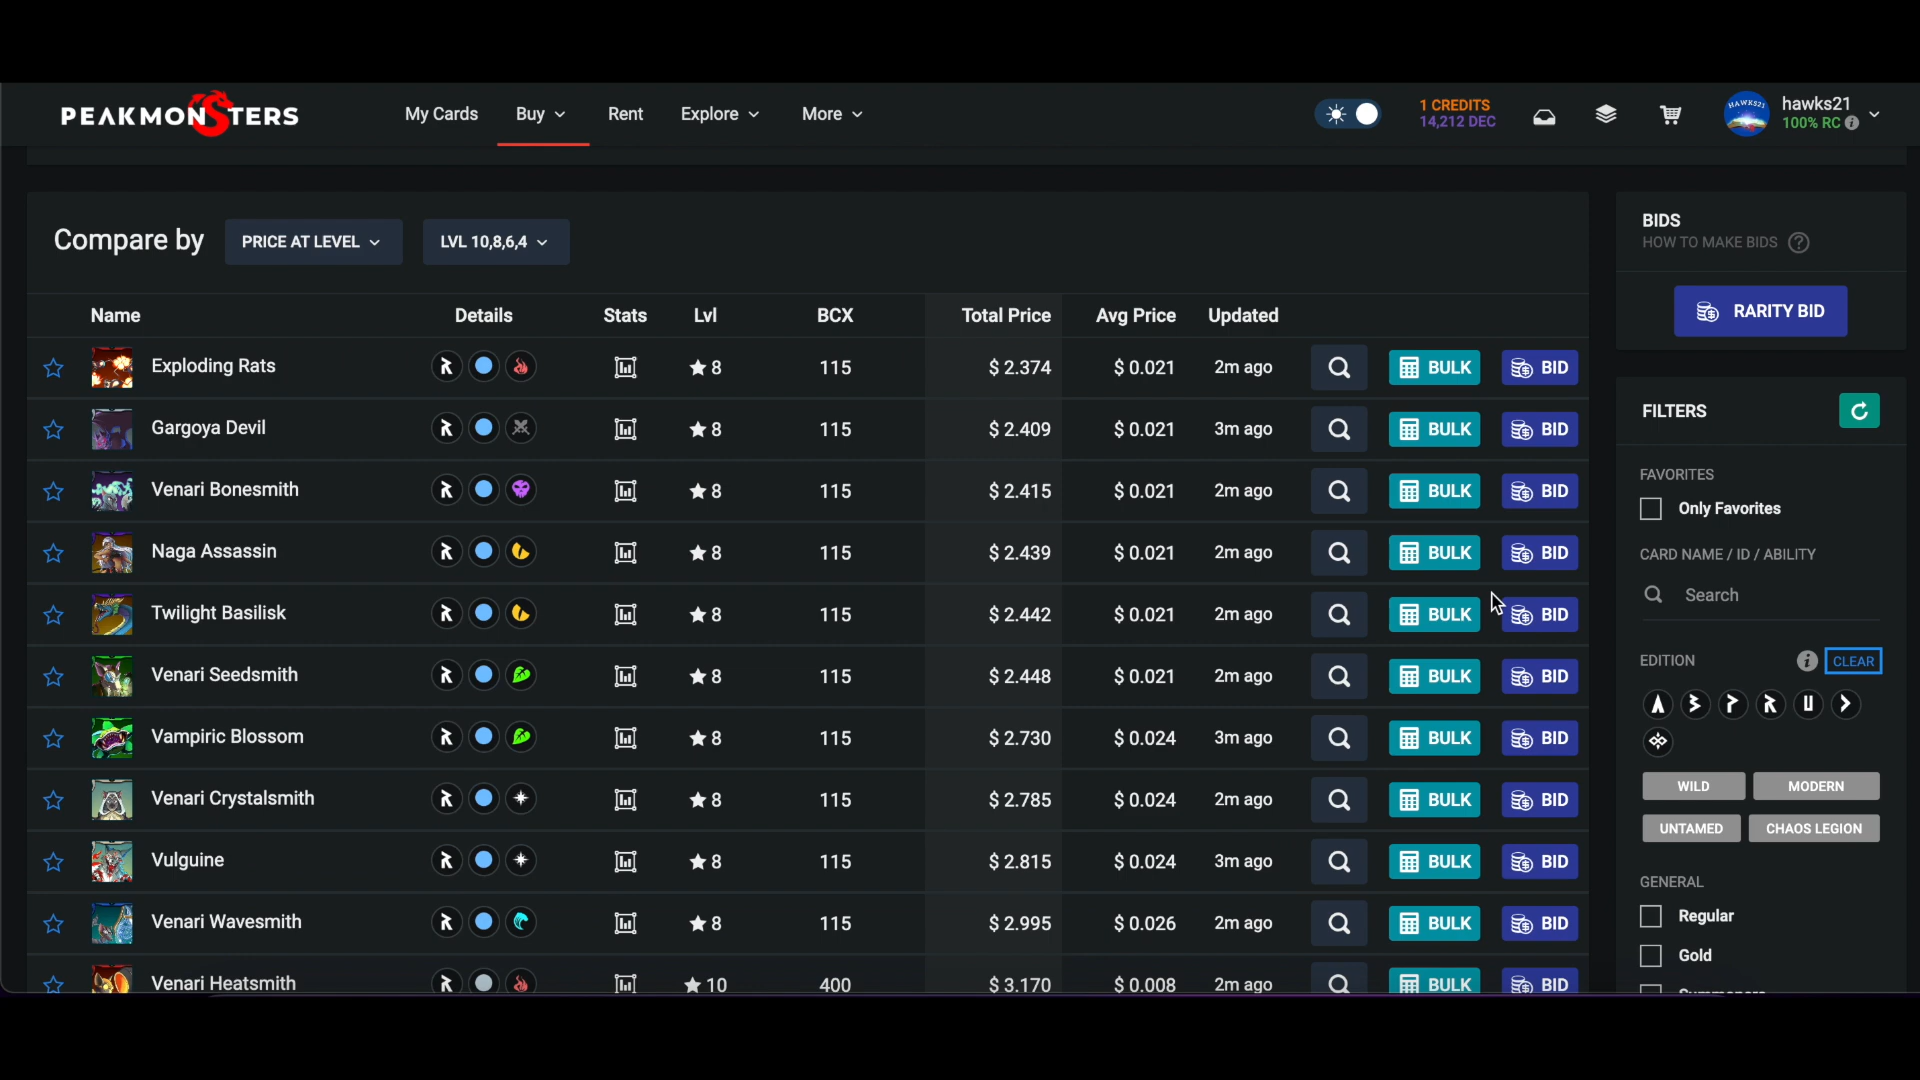 PEAKMONSTERS
My Cards
Buy
Rent
Explore
More
1 CREDITS
14,212 DEC
HAWKS21
hawks21
100% RC
Compare by
PRICE AT LEVEL
LVL 10,8,6,4
Name Details Stats Lvl BCX Total Price Avg Price Updated
Exploding Rats 8 115 $ 2.374 $ 0.021 2m ago BULK BID
Gargoya Devil 8 115 $ 2.409 $ 0.021 3m ago BULK BID
Venari Bonesmith 8 115 $ 2.415 $ 0.021 2m ago BULK BID
Naga Assassin 8 115 $ 2.439 $ 0.021 2m ago BULK BID
Twilight Basilisk 8 115 $ 2.442 $ 0.021 2m ago BULK BID
Venari Seedsmith 8 115 $ 2.448 $ 0.021 2m ago BULK BID
Vampiric Blossom 8 115 $ 2.730 $ 0.024 3m ago BULK BID
Venari Crystalsmith 8 115 $ 2.785 $ 0.024 2m ago BULK BID
Vulguine 8 115 $ 2.815 $ 0.024 3m ago BULK BID
Venari Wavesmith 8 115 $ 2.995 $ 0.026 2m ago BULK BID
Venari Heatsmith 10 400 $ 3.170 $ 0.008 2m ago BULK BID
BIDS
HOW TO MAKE BIDS ?
RARITY BID
FILTERS
FAVORITES
Only Favorites
CARD NAME / ID / ABILITY
Search
EDITION
CLEAR
WILD
MODERN
UNTAMED
CHAOS LEGION
GENERAL
Regular
Gold